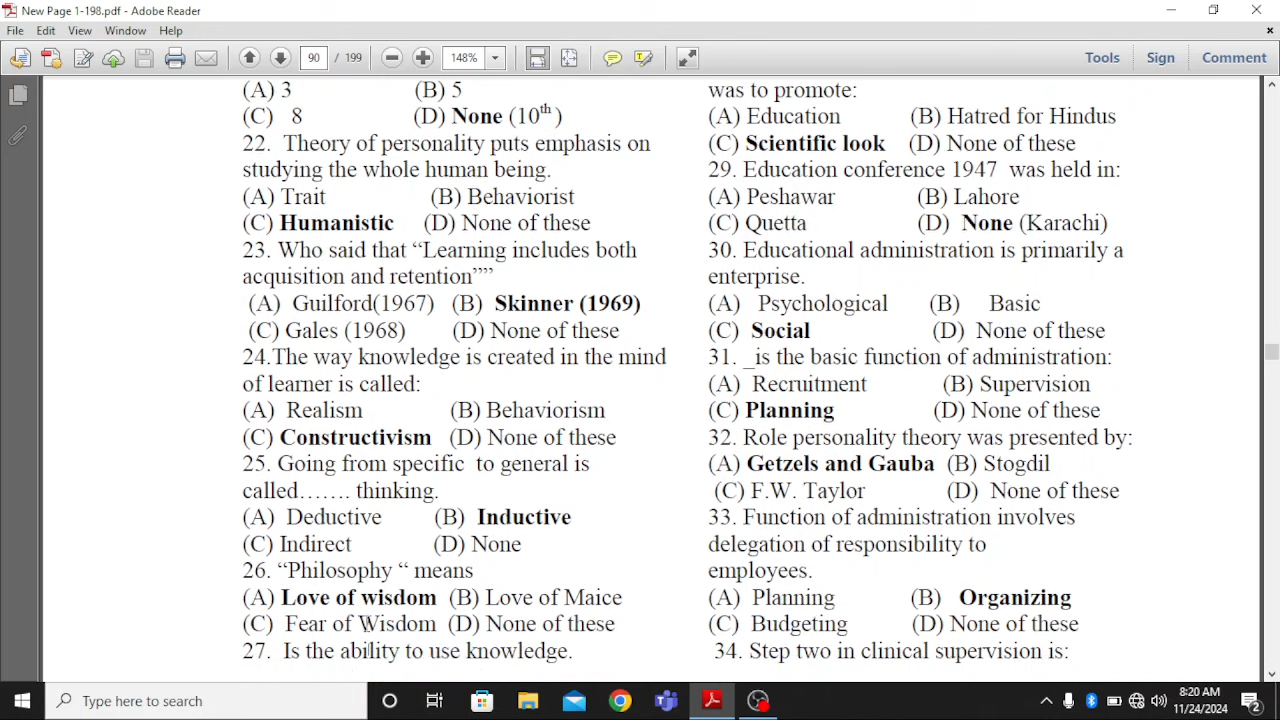 New Page 1-198.pdf - Adobe Reader
File Edit View Window Help
90 / 199 148% Tools Sign Comment
(A) 3 (B) 5
(C) 8 (D) None (10th )
22. Theory of personality puts emphasis on
studying the whole human being.
(A) Trait (B) Behaviorist
(C) Humanistic (D) None of these
23. Who said that “Learning includes both
acquisition and retention””
(A) Guilford(1967) (B) Skinner (1969)
(C) Gales (1968) (D) None of these
24.The way knowledge is created in the mind
of learner is called:
(A) Realism (B) Behaviorism
(C) Constructivism (D) None of these
25. Going from specific to general is
called……. thinking.
(A) Deductive (B) Inductive
(C) Indirect (D) None
26. “Philosophy “ means
(A) Love of wisdom (B) Love of Maice
(C) Fear of Wisdom (D) None of these
27. Is the ability to use knowledge.
was to promote:
(A) Education (B) Hatred for Hindus
(C) Scientific look (D) None of these
29. Education conference 1947 was held in:
(A) Peshawar (B) Lahore
(C) Quetta (D) None (Karachi)
30. Educational administration is primarily a
enterprise.
(A) Psychological (B) Basic
(C) Social (D) None of these
31. _is the basic function of administration:
(A) Recruitment (B) Supervision
(C) Planning (D) None of these
32. Role personality theory was presented by:
(A) Getzels and Gauba (B) Stogdil
(C) F.W. Taylor (D) None of these
33. Function of administration involves
delegation of responsibility to
employees.
(A) Planning (B) Organizing
(C) Budgeting (D) None of these
34. Step two in clinical supervision is:
Type here to search
8:20 AM
11/24/2024
2